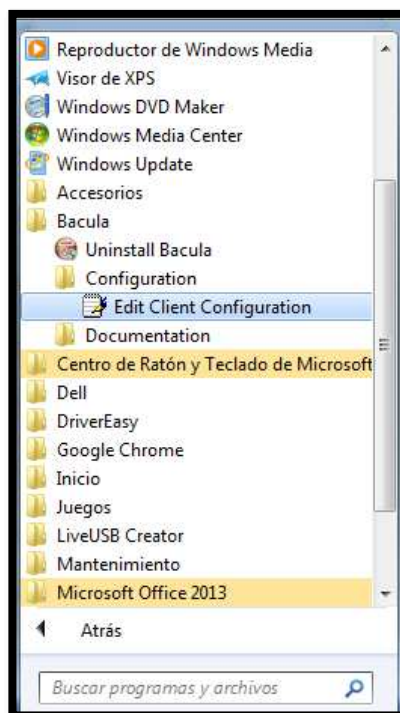 Reproductor de Windows Media
Visor de XPS
Windows DVD Maker
Windows Media Center
Windows Update
Accesorios
Bacula
Uninstall Bacula
Configuration
Edit Client Configuration
Documentation
Centro de Ratón y Teclado de Microsoft
Dell
DriverEasy
Google Chrome
Inicio
Juegos
LiveUSB Creator
Mantenimiento
Microsoft Office 2013
Atrás
Buscar programas y archivos